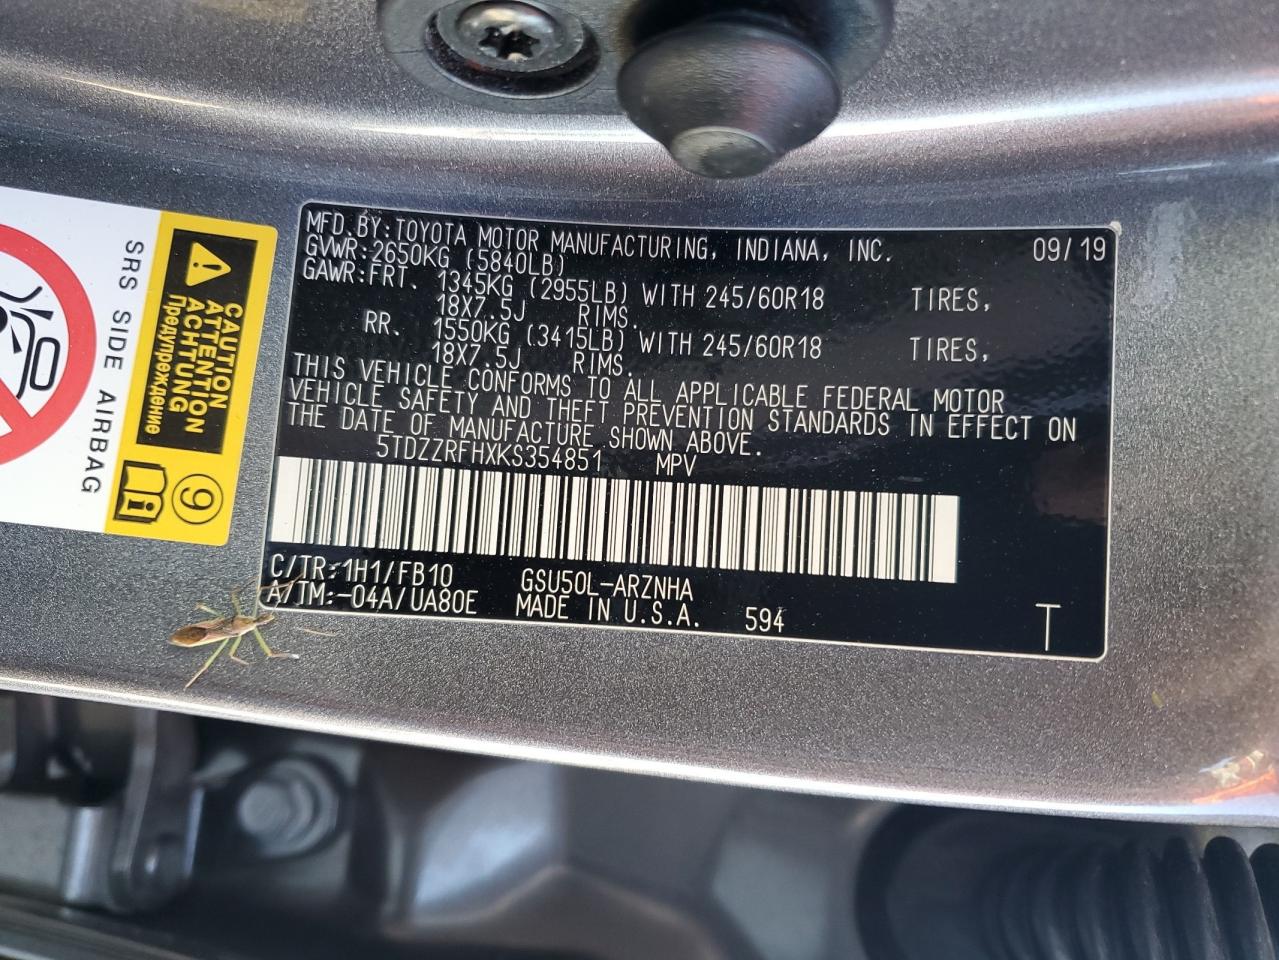 SRS SIDE AIRBAG
CAUTION
ATTENTION
ACHTUNG
Предупреждение
9
MFD.BY:TOYOTA MOTOR MANUFACTURING, INDIANA, INC. 09/19
GVWR:2650KG (5840LB)
GAWR:FRT. 1345KG (2955LB) WITH 245/60R18 TIRES,
18X7.5J RIMS.
RR. 1550KG (3415LB) WITH 245/60R18 TIRES,
18X7.5J RIMS.
THIS VEHICLE CONFORMS TO ALL APPLICABLE FEDERAL MOTOR
VEHICLE SAFETY AND THEFT PREVENTION STANDARDS IN EFFECT ON
THE DATE OF MANUFACTURE SHOWN ABOVE.
5TDZZRFHXKS354851 MPV
C/TR:1H1/FB10 GSU50L-ARZNHA
A/TM:-04A/UA80E MADE IN U.S.A. 594 T